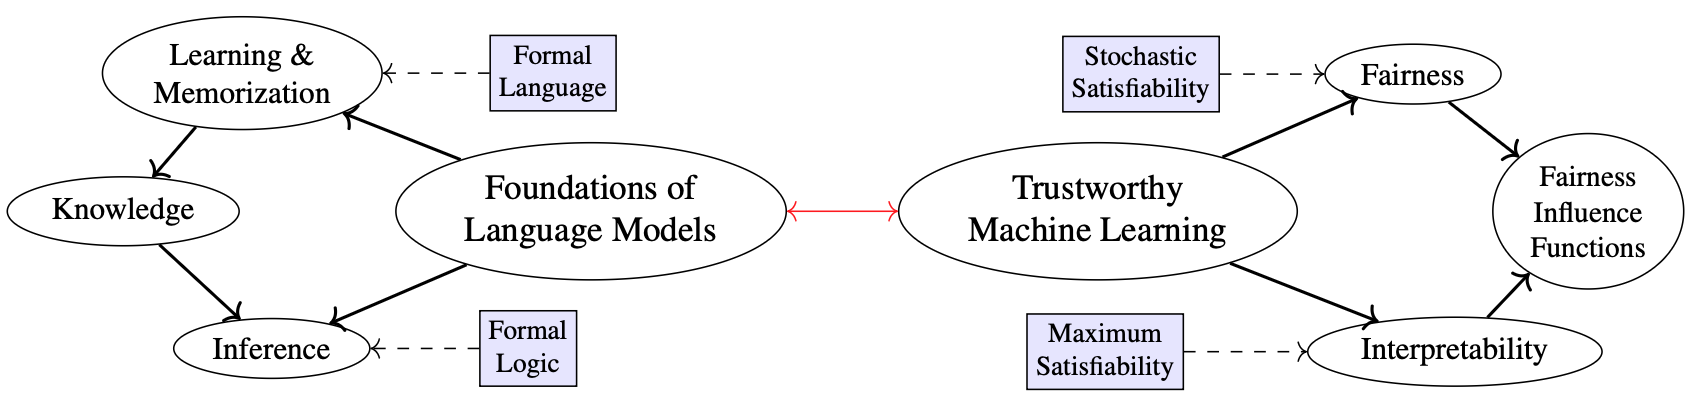 Learning &
Memorization
Formal
Language
Knowledge
Foundations of
Language Models
Inference
Formal
Logic
Stochastic
Satisfiability
Fairness
Trustworthy
Machine Learning
Fairness
Influence
Functions
Maximum
Satisfiability
Interpretability